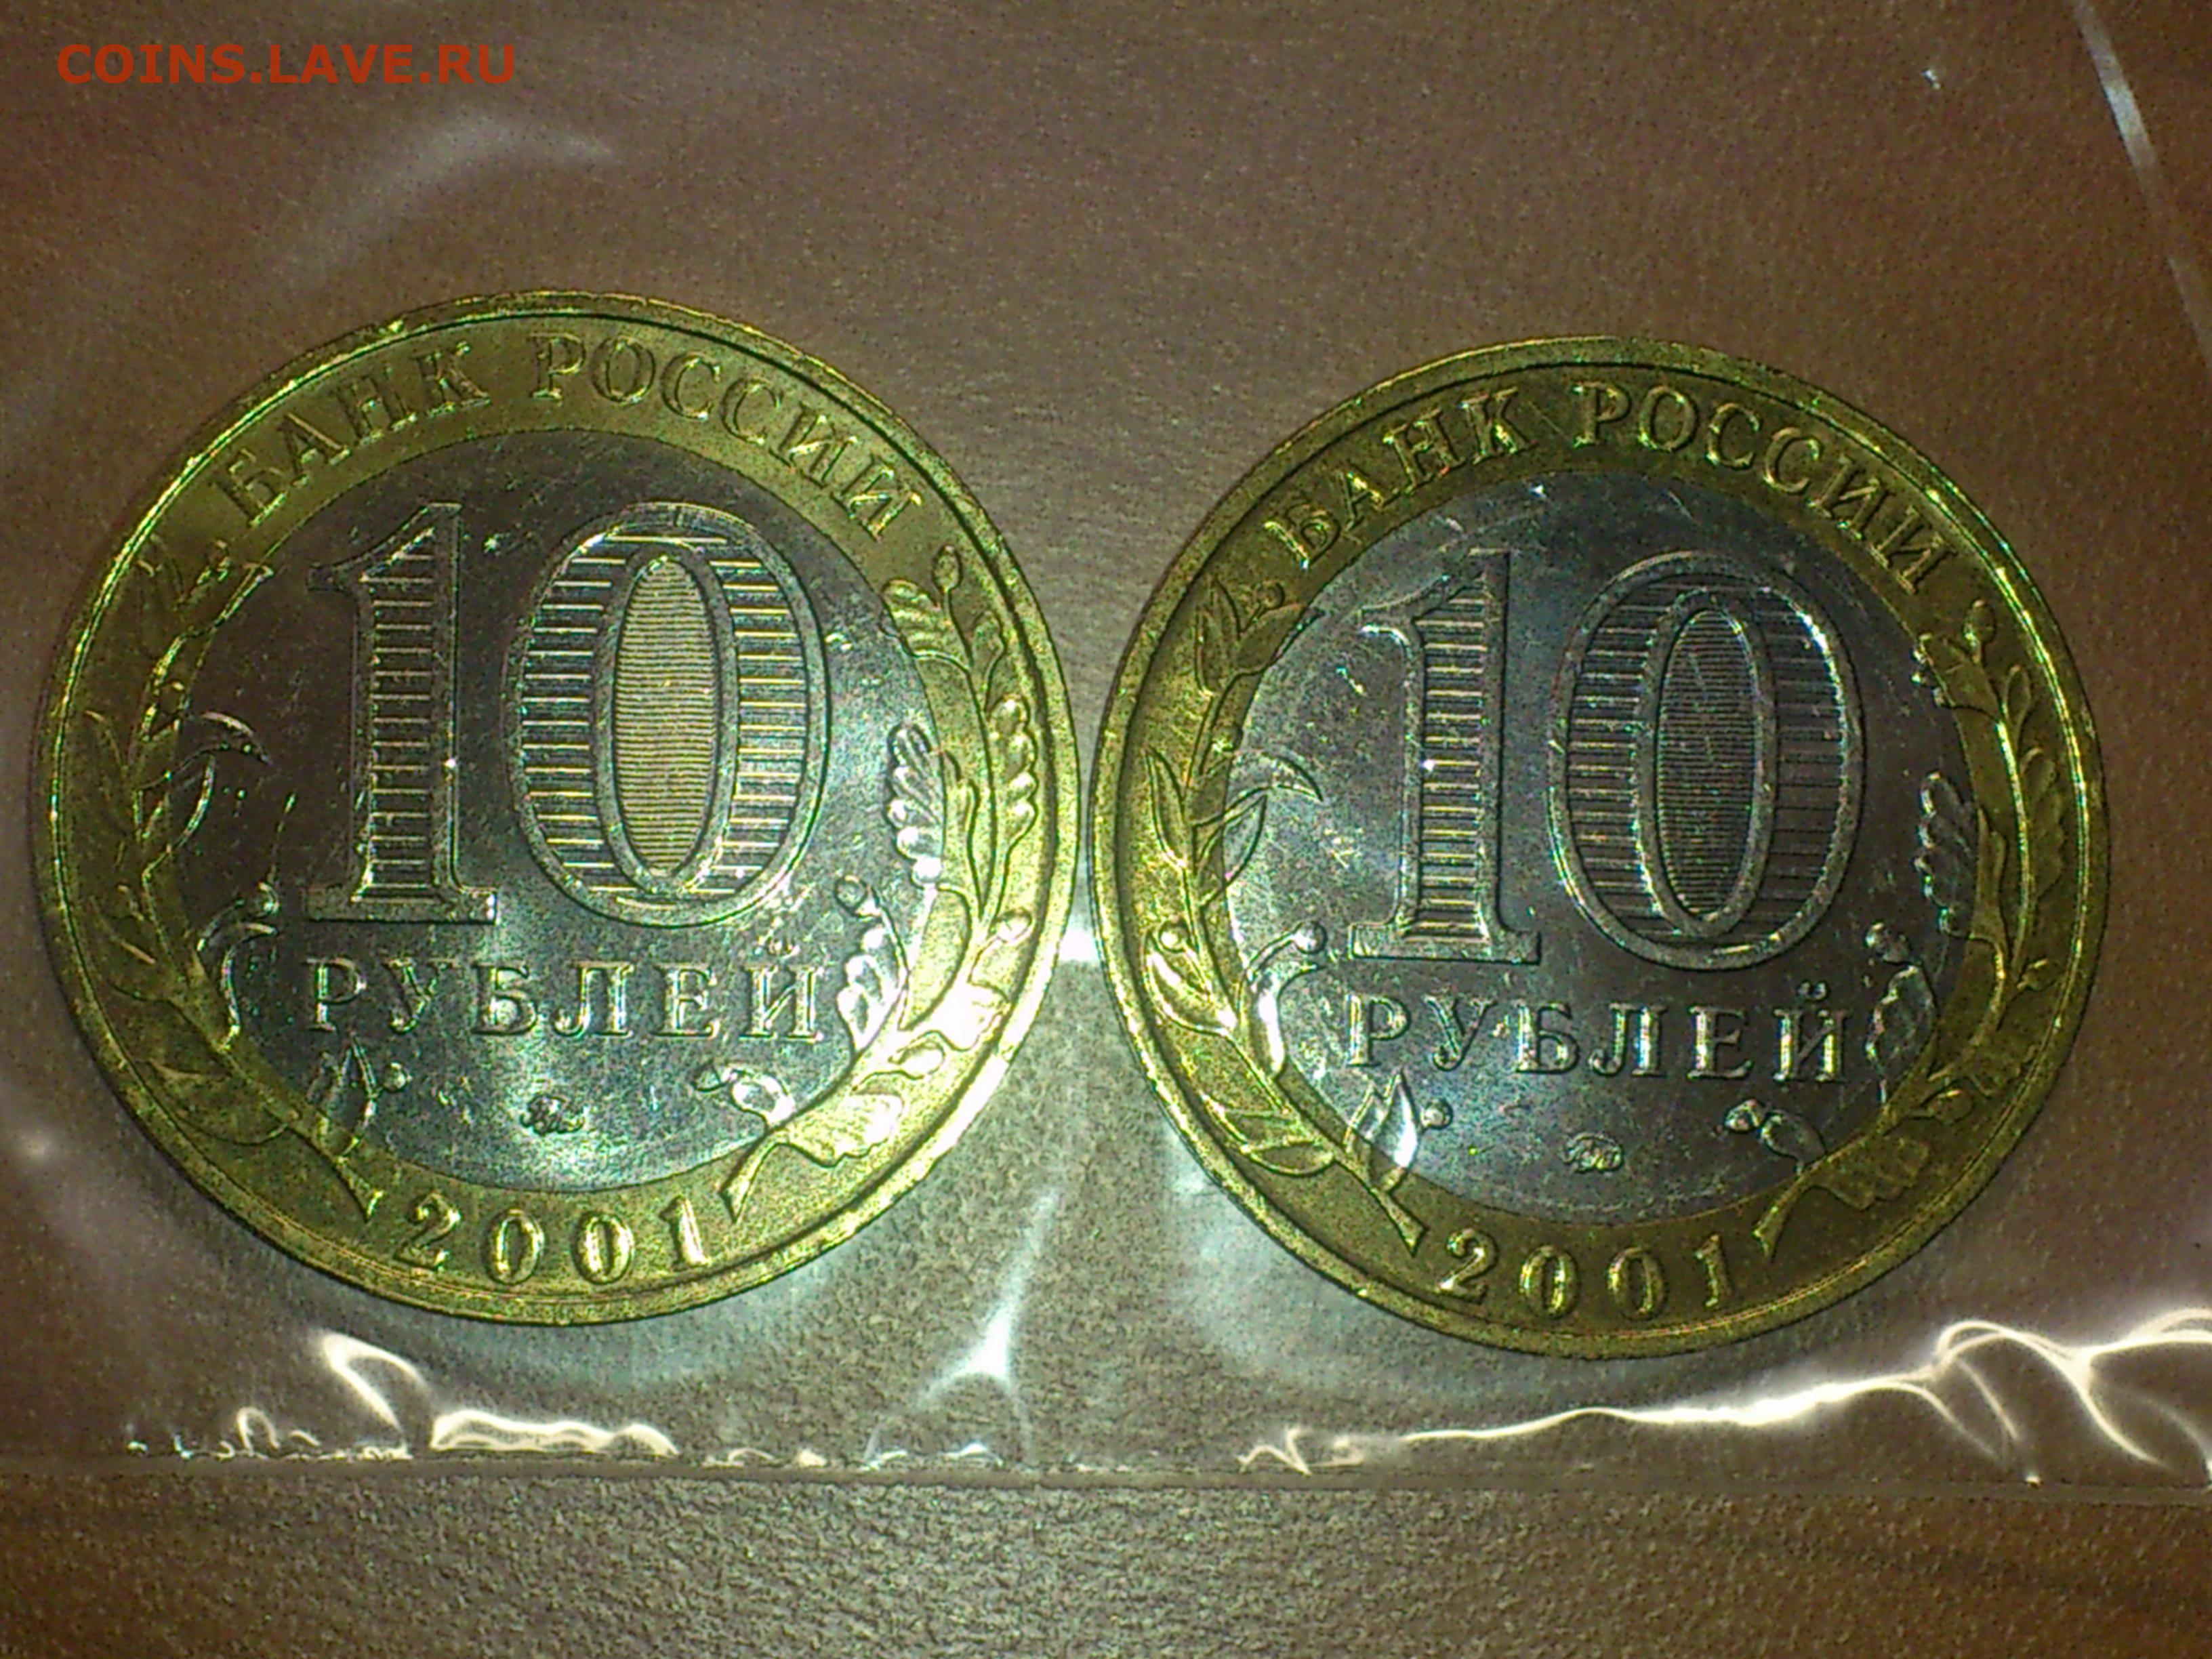 COINS.LAVE.RU
БАНК РОССИИ
10
РУБЛЕЙ
2001
БАНК РОССИИ
10
РУБЛЕЙ
2001